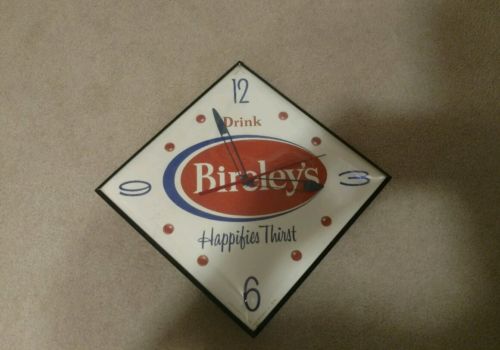 12
Drink
Bireley's
9
3
Happifies Thirst
6